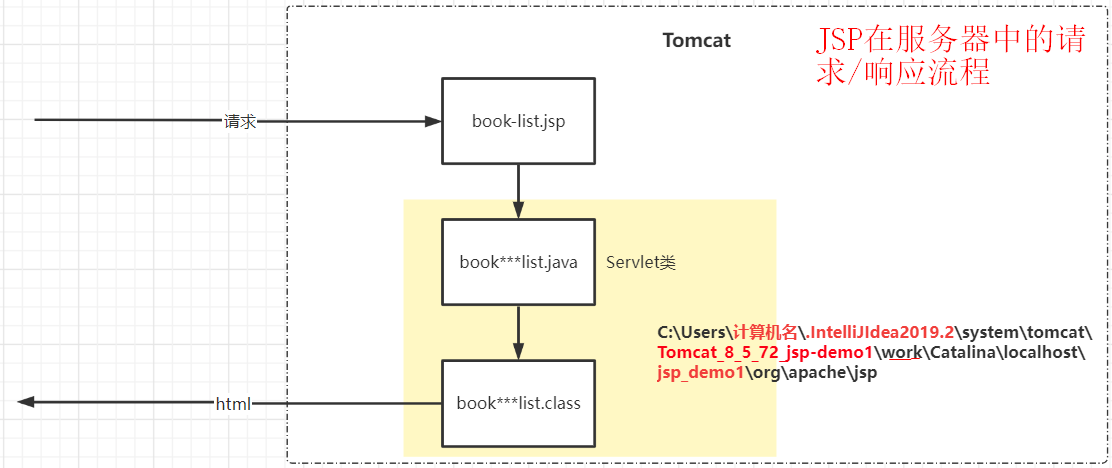 Tomcat
JSP在服务器中的请
求/响应流程
请求
book-list.jsp
book***list.java
Servlet类
C:\Users\计算机名\.IntelliJIdea2019.2\system\tomcat\
Tomcat_8_5_72_jsp-demo1\work\Catalina\localhost\
jsp_demo1\org\apache\jsp
html
book***list.class